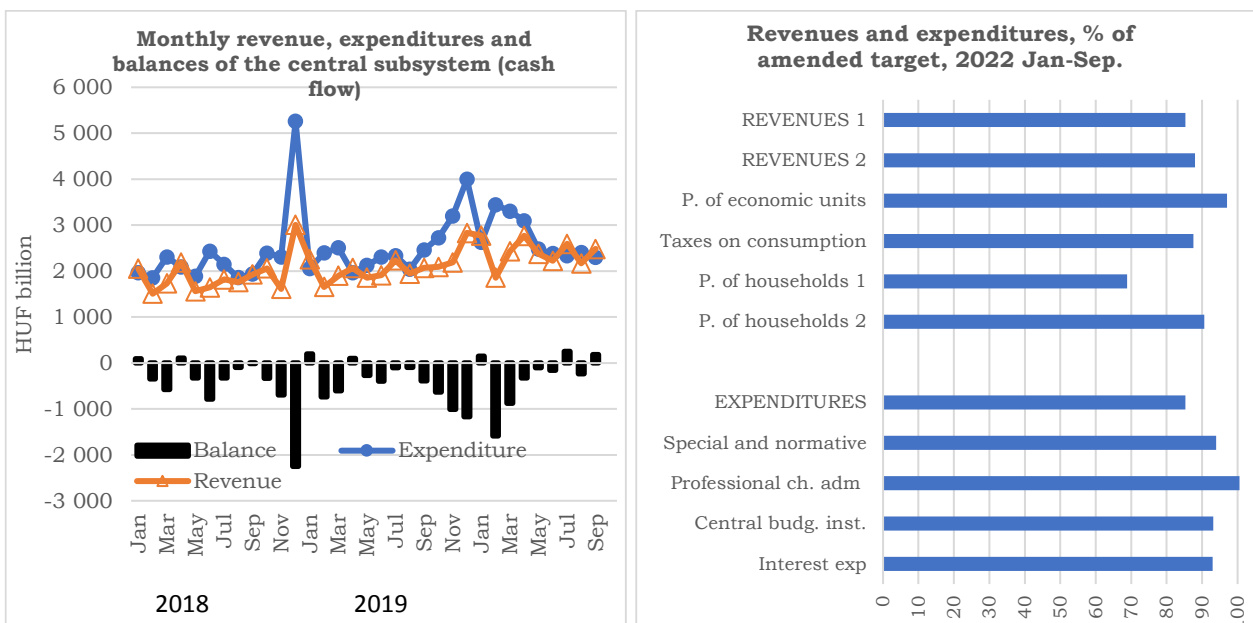 Monthly revenue, expenditures and
balances of the central subsystem (cash
flow)
6 000
5 000
4 000
3 000
2 000
1 000
0
-1 000
-2 000
-3 000
HUF billion
Balance
Expenditure
Revenue
Jan
Mar
May
Jul
Sep
Nov
Jan
Mar
May
Jul
Sep
Nov
Jan
Mar
May
Jul
Sep
2018
2019
Revenues and expenditures, % of
amended target, 2022 Jan-Sep.
REVENUES 1
REVENUES 2
P. of economic units
Taxes on consumption
P. of households 1
P. of households 2
EXPENDITURES
Special and normative
Professional ch. adm
Central budg. inst.
Interest exp
0
10
20
30
40
50
60
70
80
90
00